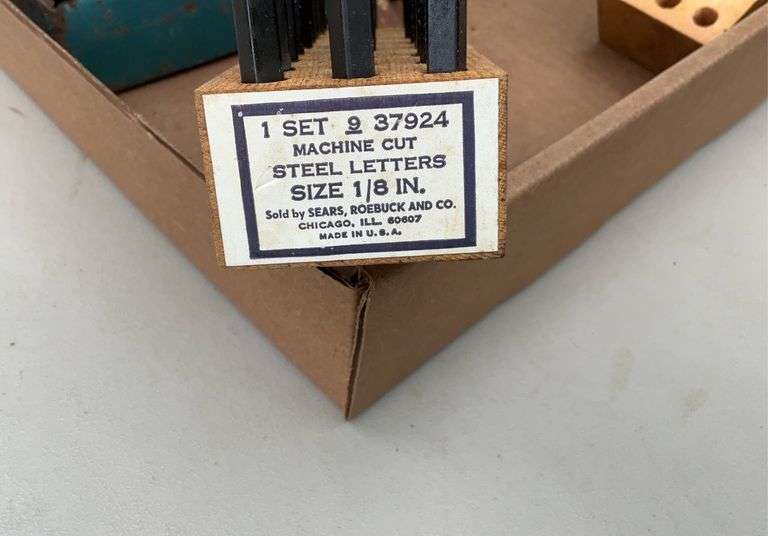 1 SET 9 37924
MACHINE CUT
STEEL LETTERS
SIZE 1/8 IN.
Sold by SEARS, ROEBUCK AND CO.
CHICAGO, ILL. 60607
MADE IN U.S.A.